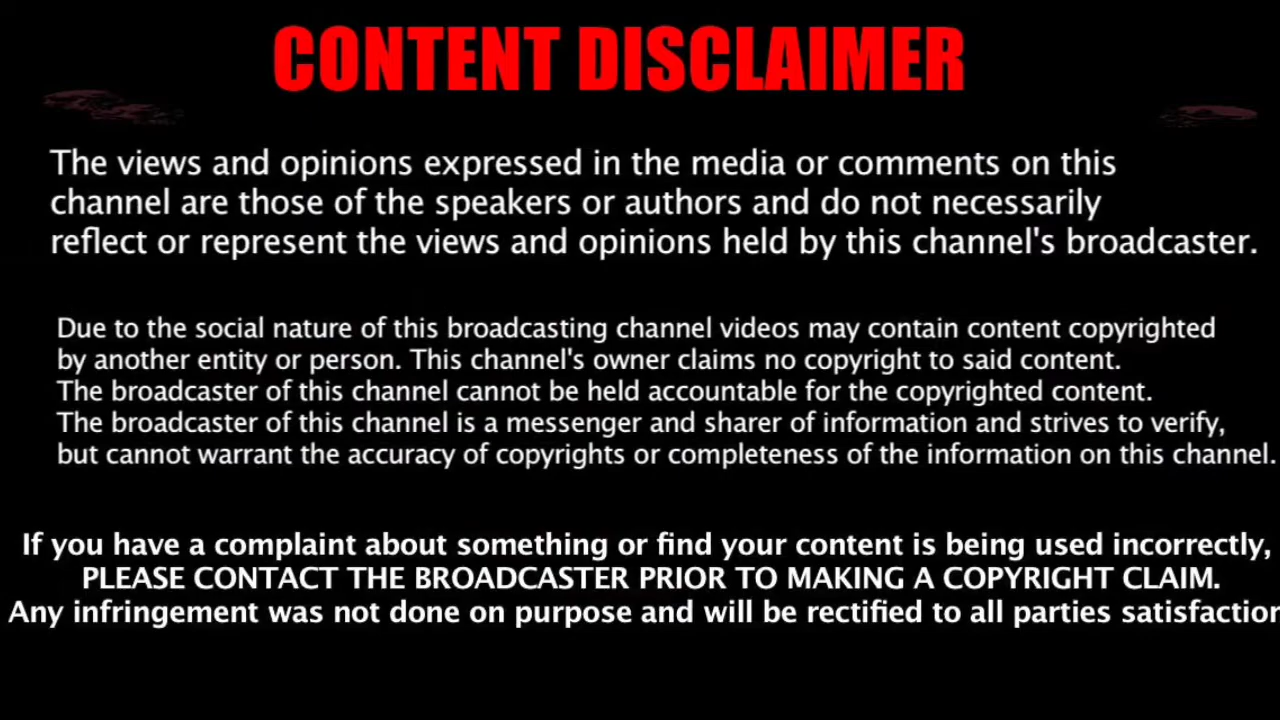 CONTENT DISCLAIMER
The views and opinions expressed in the media or comments on this
channel are those of the speakers or authors and do not necessarily
reflect or represent the views and opinions held by this channel's broadcaster.
Due to the social nature of this broadcasting channel videos may contain content copyrighted
by another entity or person. This channel's owner claims no copyright to said content.
The broadcaster of this channel cannot be held accountable for the copyrighted content.
The broadcaster of this channel is a messenger and sharer of information and strives to verify,
but cannot warrant the accuracy of copyrights or completeness of the information on this channel.
If you have a complaint about something or find your content is being used incorrectly,
PLEASE CONTACT THE BROADCASTER PRIOR TO MAKING A COPYRIGHT CLAIM.
Any infringement was not done on purpose and will be rectified to all parties satisfaction